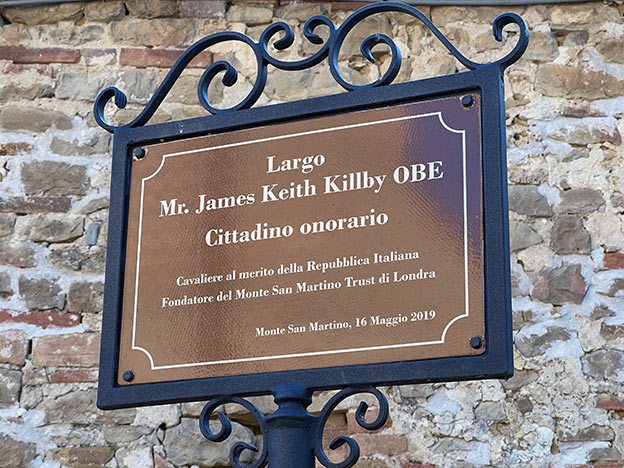 Largo
Mr. James Keith Killby OBE
Cittadino onorario
Cavaliere al merito della Repubblica Italiana
Fondatore del Monte San Martino Trust di Londra
Monte San Martino, 16 Maggio 2019